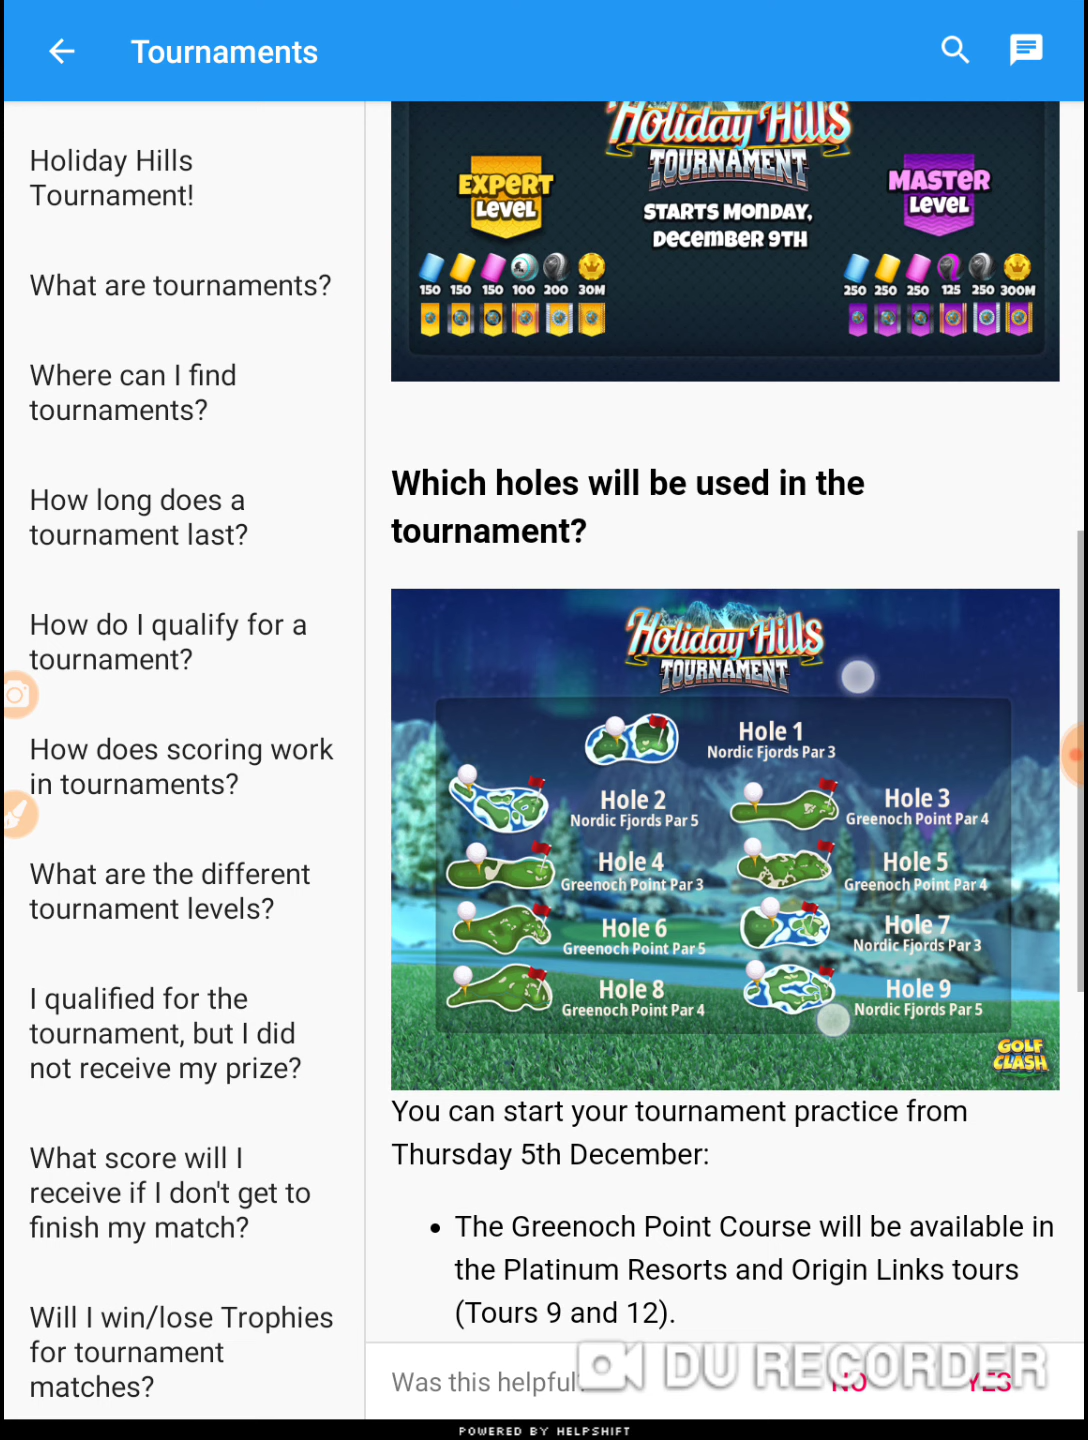 Tournaments
Holiday Hills
Tournament!
What are tournaments?
Where can I find
tournaments?
How long does a
tournament last?
How do I qualify for a
tournament?
How does scoring work
in tournaments?
What are the different
tournament levels?
I qualified for the
tournament, but I did
not receive my prize?
What score will I
receive if I don't get to
finish my match?
Will I win/lose Trophies
for tournament
matches?
Holiday Hills
TOURNAMENT
EXPERT
LEVEL
STARTS MONDAY,
DECEMBER 9TH
MASTER
LEVEL
150 150 150 100 200 30M
250 250 250 125 250 300M
Which holes will be used in the
tournament?
Holiday Hills
TOURNAMENT
Hole 1
Nordic Fjords Par 3
Hole 2
Nordic Fjords Par 5
Hole 3
Greenoch Point Par 4
Hole 4
Greenoch Point Par 3
Hole 5
Greenoch Point Par 4
Hole 6
Greenoch Point Par 5
Hole 7
Nordic Fjords Par 3
Hole 8
Greenoch Point Par 4
Hole 9
Nordic Fjords Par 5
GOLF
CLASH
You can start your tournament practice from
Thursday 5th December:
• The Greenoch Point Course will be available in
the Platinum Resorts and Origin Links tours
(Tours 9 and 12).
Was this helpful?
NO
YES
DU RECORDER
POWERED BY HELPSHIFT